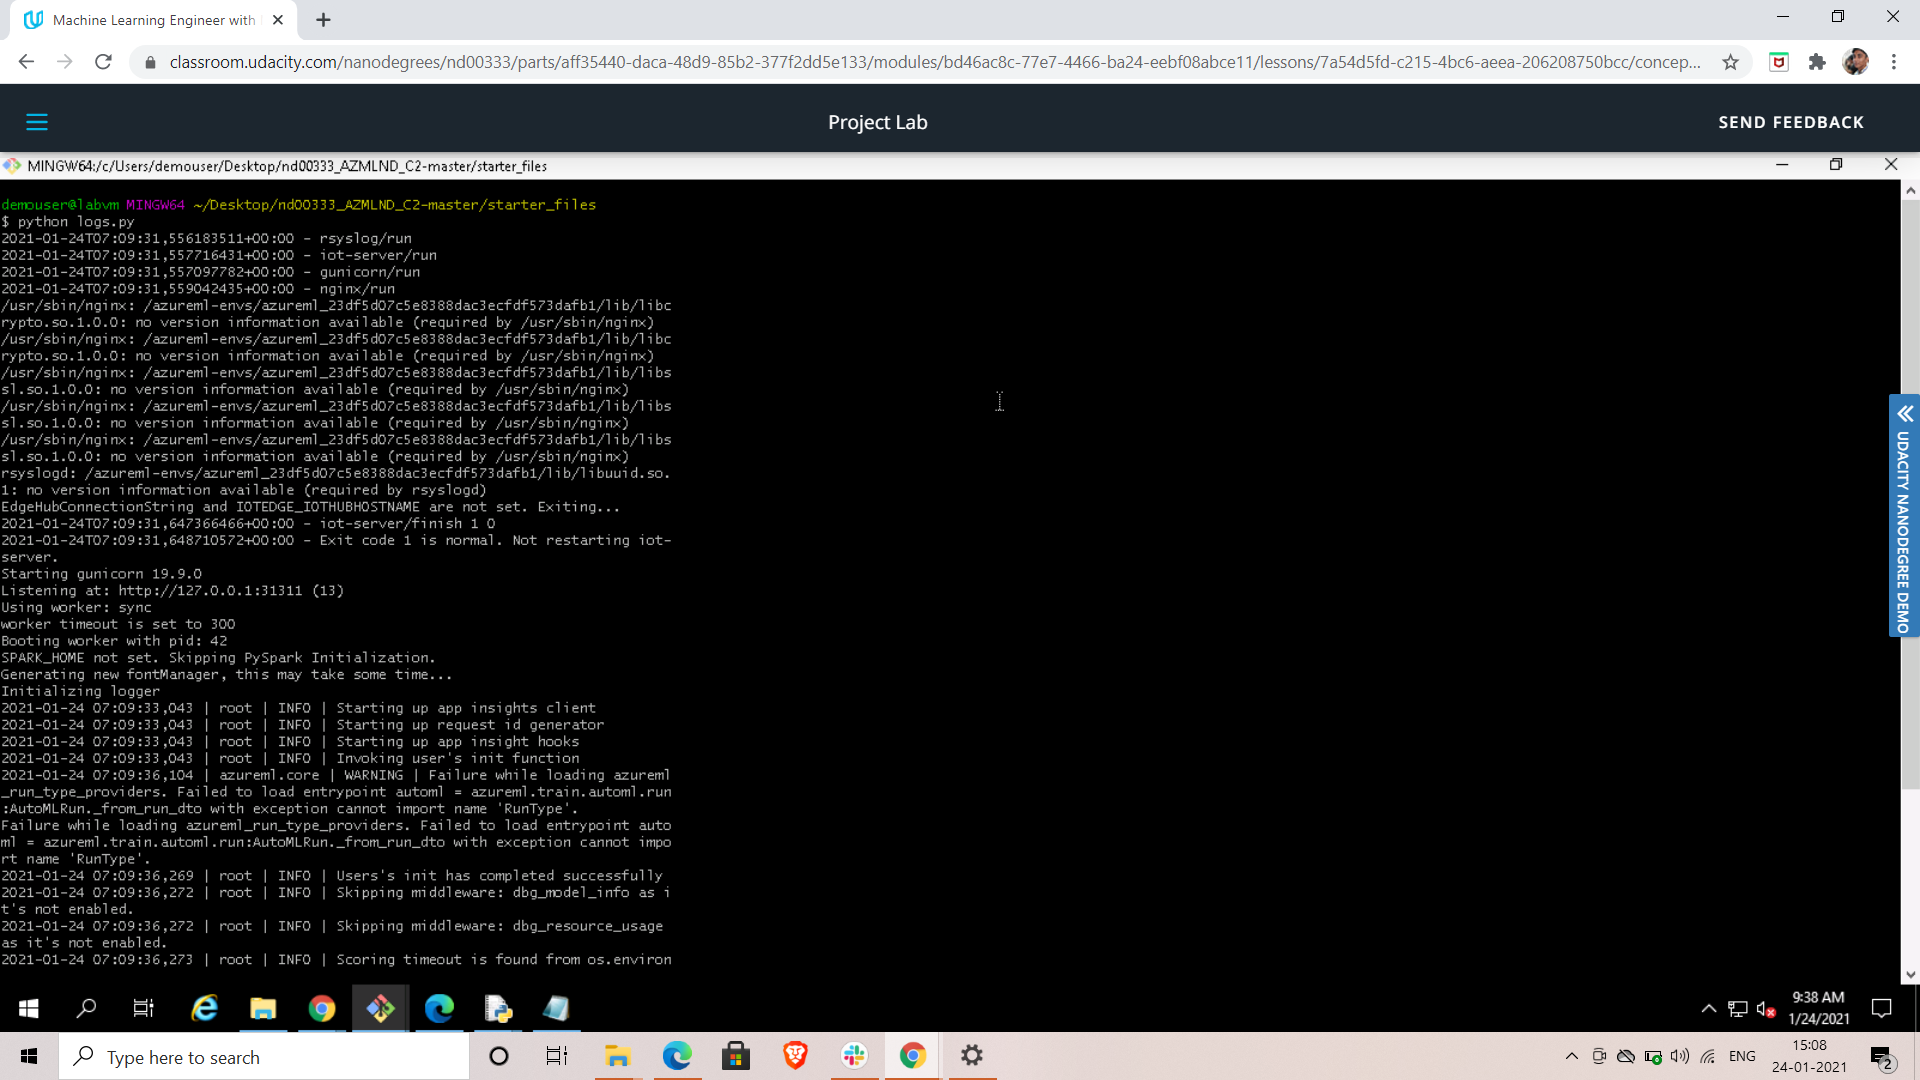 Machine Learning Engineer with
classroom.udacity.com/nanodegrees/nd00333/parts/aff35440-daca-48d9-85b2-377f2dd5e133/modules/bd46ac8c-77e7-4466-ba24-eebf08abce11/lessons/7a54d5fd-c215-4bc6-aeea-206208750bcc/concep...
Project Lab
SEND FEEDBACK
MINGW64:/c/Users/demouser/Desktop/nd00333_AZMLND_C2-master/starter_files
demouser@labvm MINGW64 ~/Desktop/nd00333_AZMLND_C2-master/starter_files
$ python logs.py
2021-01-24T07:09:31,556183511+00:00 - rsyslog/run
2021-01-24T07:09:31,557716431+00:00 - iot-server/run
2021-01-24T07:09:31,557097782+00:00 - gunicorn/run
2021-01-24T07:09:31,559042435+00:00 - nginx/run
/usr/sbin/nginx: /azureml-envs/azureml_23df5d07c5e8388dac3ecfdf573dafb1/lib/libc
rypto.so.1.0.0: no version information available (required by /usr/sbin/nginx)
/usr/sbin/nginx: /azureml-envs/azureml_23df5d07c5e8388dac3ecfdf573dafb1/lib/libc
rypto.so.1.0.0: no version information available (required by /usr/sbin/nginx)
/usr/sbin/nginx: /azureml-envs/azureml_23df5d07c5e8388dac3ecfdf573dafb1/lib/libs
sl.so.1.0.0: no version information available (required by /usr/sbin/nginx)
/usr/sbin/nginx: /azureml-envs/azureml_23df5d07c5e8388dac3ecfdf573dafb1/lib/libs
sl.so.1.0.0: no version information available (required by /usr/sbin/nginx)
/usr/sbin/nginx: /azureml-envs/azureml_23df5d07c5e8388dac3ecfdf573dafb1/lib/libs
sl.so.1.0.0: no version information available (required by /usr/sbin/nginx)
rsyslogd: /azureml-envs/azureml_23df5d07c5e8388dac3ecfdf573dafb1/lib/libuuid.so.
1: no version information available (required by rsyslogd)
EdgeHubConnectionString and IOTEDGE_IOTHUBHOSTNAME are not set. Exiting...
2021-01-24T07:09:31,647366466+00:00 - iot-server/finish 1 0
2021-01-24T07:09:31,648710572+00:00 - Exit code 1 is normal. Not restarting iot-
server.
Starting gunicorn 19.9.0
Listening at: http://127.0.0.1:31311 (13)
Using worker: sync
worker timeout is set to 300
Booting worker with pid: 42
SPARK_HOME not set. Skipping PySpark Initialization.
Generating new fontManager, this may take some time...
Initializing logger
2021-01-24 07:09:33,043 | root | INFO | Starting up app insights client
2021-01-24 07:09:33,043 | root | INFO | Starting up request id generator
2021-01-24 07:09:33,043 | root | INFO | Starting up app insight hooks
2021-01-24 07:09:33,043 | root | INFO | Invoking user's init function
2021-01-24 07:09:36,104 | azureml.core | WARNING | Failure while loading azureml
_run_type_providers. Failed to load entrypoint automl = azureml.train.automl.run
:AutoMLRun._from_run_dto with exception cannot import name 'RunType'.
Failure while loading azureml_run_type_providers. Failed to load entrypoint auto
ml = azureml.train.automl.run:AutoMLRun._from_run_dto with exception cannot impo
rt name 'RunType'.
2021-01-24 07:09:36,269 | root | INFO | Users's init has completed successfully
2021-01-24 07:09:36,272 | root | INFO | Skipping middleware: dbg_model_info as i
t's not enabled.
2021-01-24 07:09:36,272 | root | INFO | Skipping middleware: dbg_resource_usage
as it's not enabled.
2021-01-24 07:09:36,273 | root | INFO | Scoring timeout is found from os.environ
UDACITY NANODEGREE DEMO
9:38 AM
1/24/2021
Type here to search
ENG
15:08
24-01-2021
2